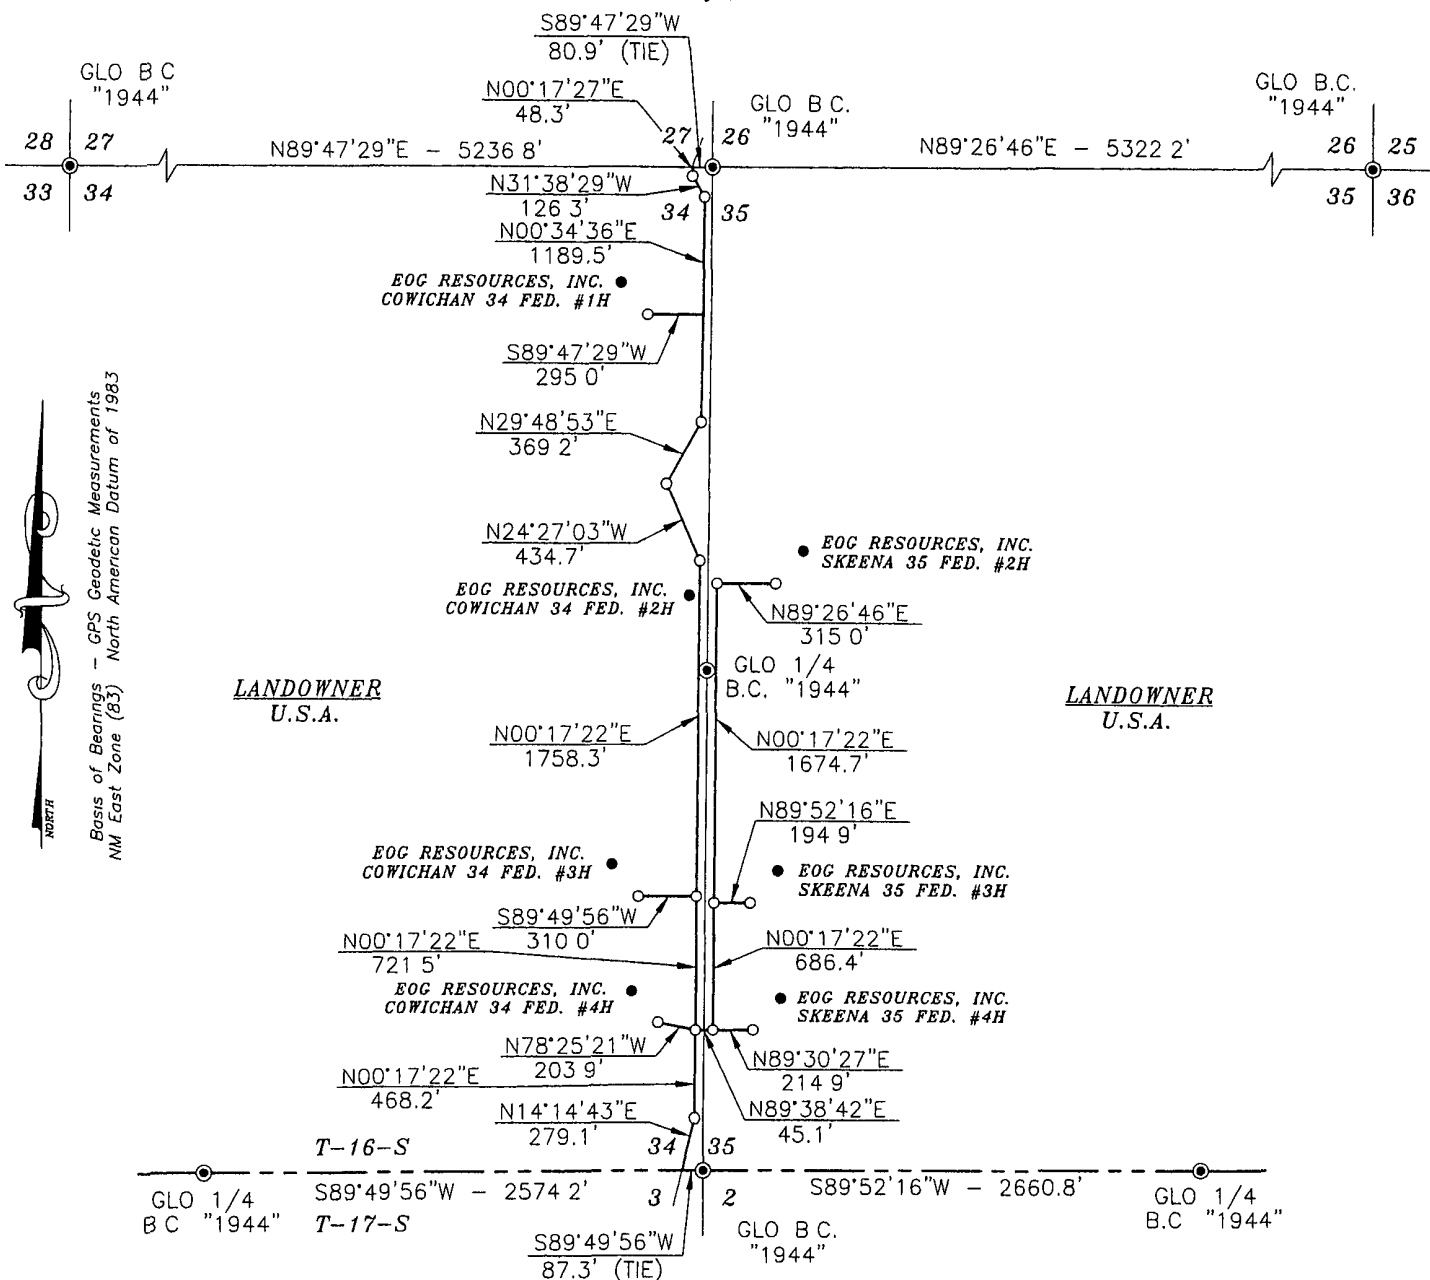 S89°47'29"W
80.9' (TIE)
GLO B C
"1944"
N00°17'27"E
48.3'
GLO B C.
"1944"
GLO B.C.
"1944"
28 27
N89°47'29"E - 5236 8'
27 26
N89°26'46"E - 5322 2'
26 25
33 34
34 35
35 36
N31°38'29"W
126 3'
N00°34'36"E
1189.5'
EOG RESOURCES, INC.
COWICHAN 34 FED. #1H
S89°47'29"W
295 0'
N29°48'53"E
369 2'
N24°27'03"W
434.7'
EOG RESOURCES, INC.
SKEENA 35 FED. #2H
EOG RESOURCES, INC.
COWICHAN 34 FED. #2H
N89°26'46"E
315 0'
GLO 1/4
B.C. "1944"
Basis of Bearings - GPS Geodetic Measurements
NM East Zone (83) North American Datum of 1983
NORTH
LANDOWNER
U.S.A.
LANDOWNER
U.S.A.
N00°17'22"E
1758.3'
N00°17'22"E
1674.7'
N89°52'16"E
194 9'
EOG RESOURCES, INC.
COWICHAN 34 FED. #3H
EOG RESOURCES, INC.
SKEENA 35 FED. #3H
S89°49'56"W
310 0'
N00°17'22"E
721 5'
N00°17'22"E
686.4'
EOG RESOURCES, INC.
COWICHAN 34 FED. #4H
EOG RESOURCES, INC.
SKEENA 35 FED. #4H
N78°25'21"W
203 9'
N89°30'27"E
214 9'
N00°17'22"E
468.2'
N89°38'42"E
45.1'
N14°14'43"E
279.1'
T-16-S
34 35
S89°49'56"W - 2574 2'
3 2
S89°52'16"W - 2660.8'
GLO 1/4
B C "1944"
T-17-S
GLO 1/4
B.C "1944"
GLO B C.
"1944"
S89°49'56"W
87.3' (TIE)